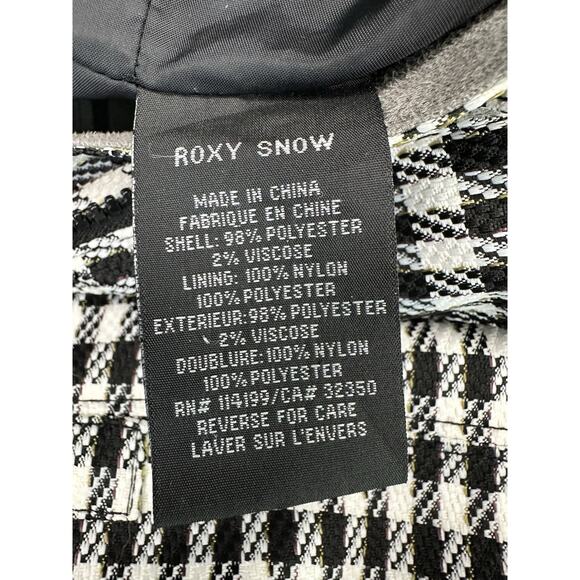 ROXY SNOW
MADE IN CHINA
FABRIQUE EN CHINE
SHELL: 98% POLYESTER
2% VISCOSE
LINING: 100% NYLON
100% POLYESTER
EXTERIEUR:98% POLYESTER
2% VISCOSE
DOUBLURE:100% NYLON
100% POLYESTER
RN# 114199/CA# 32350
REVERSE FOR CARE
LAVER SUR L'ENVERS